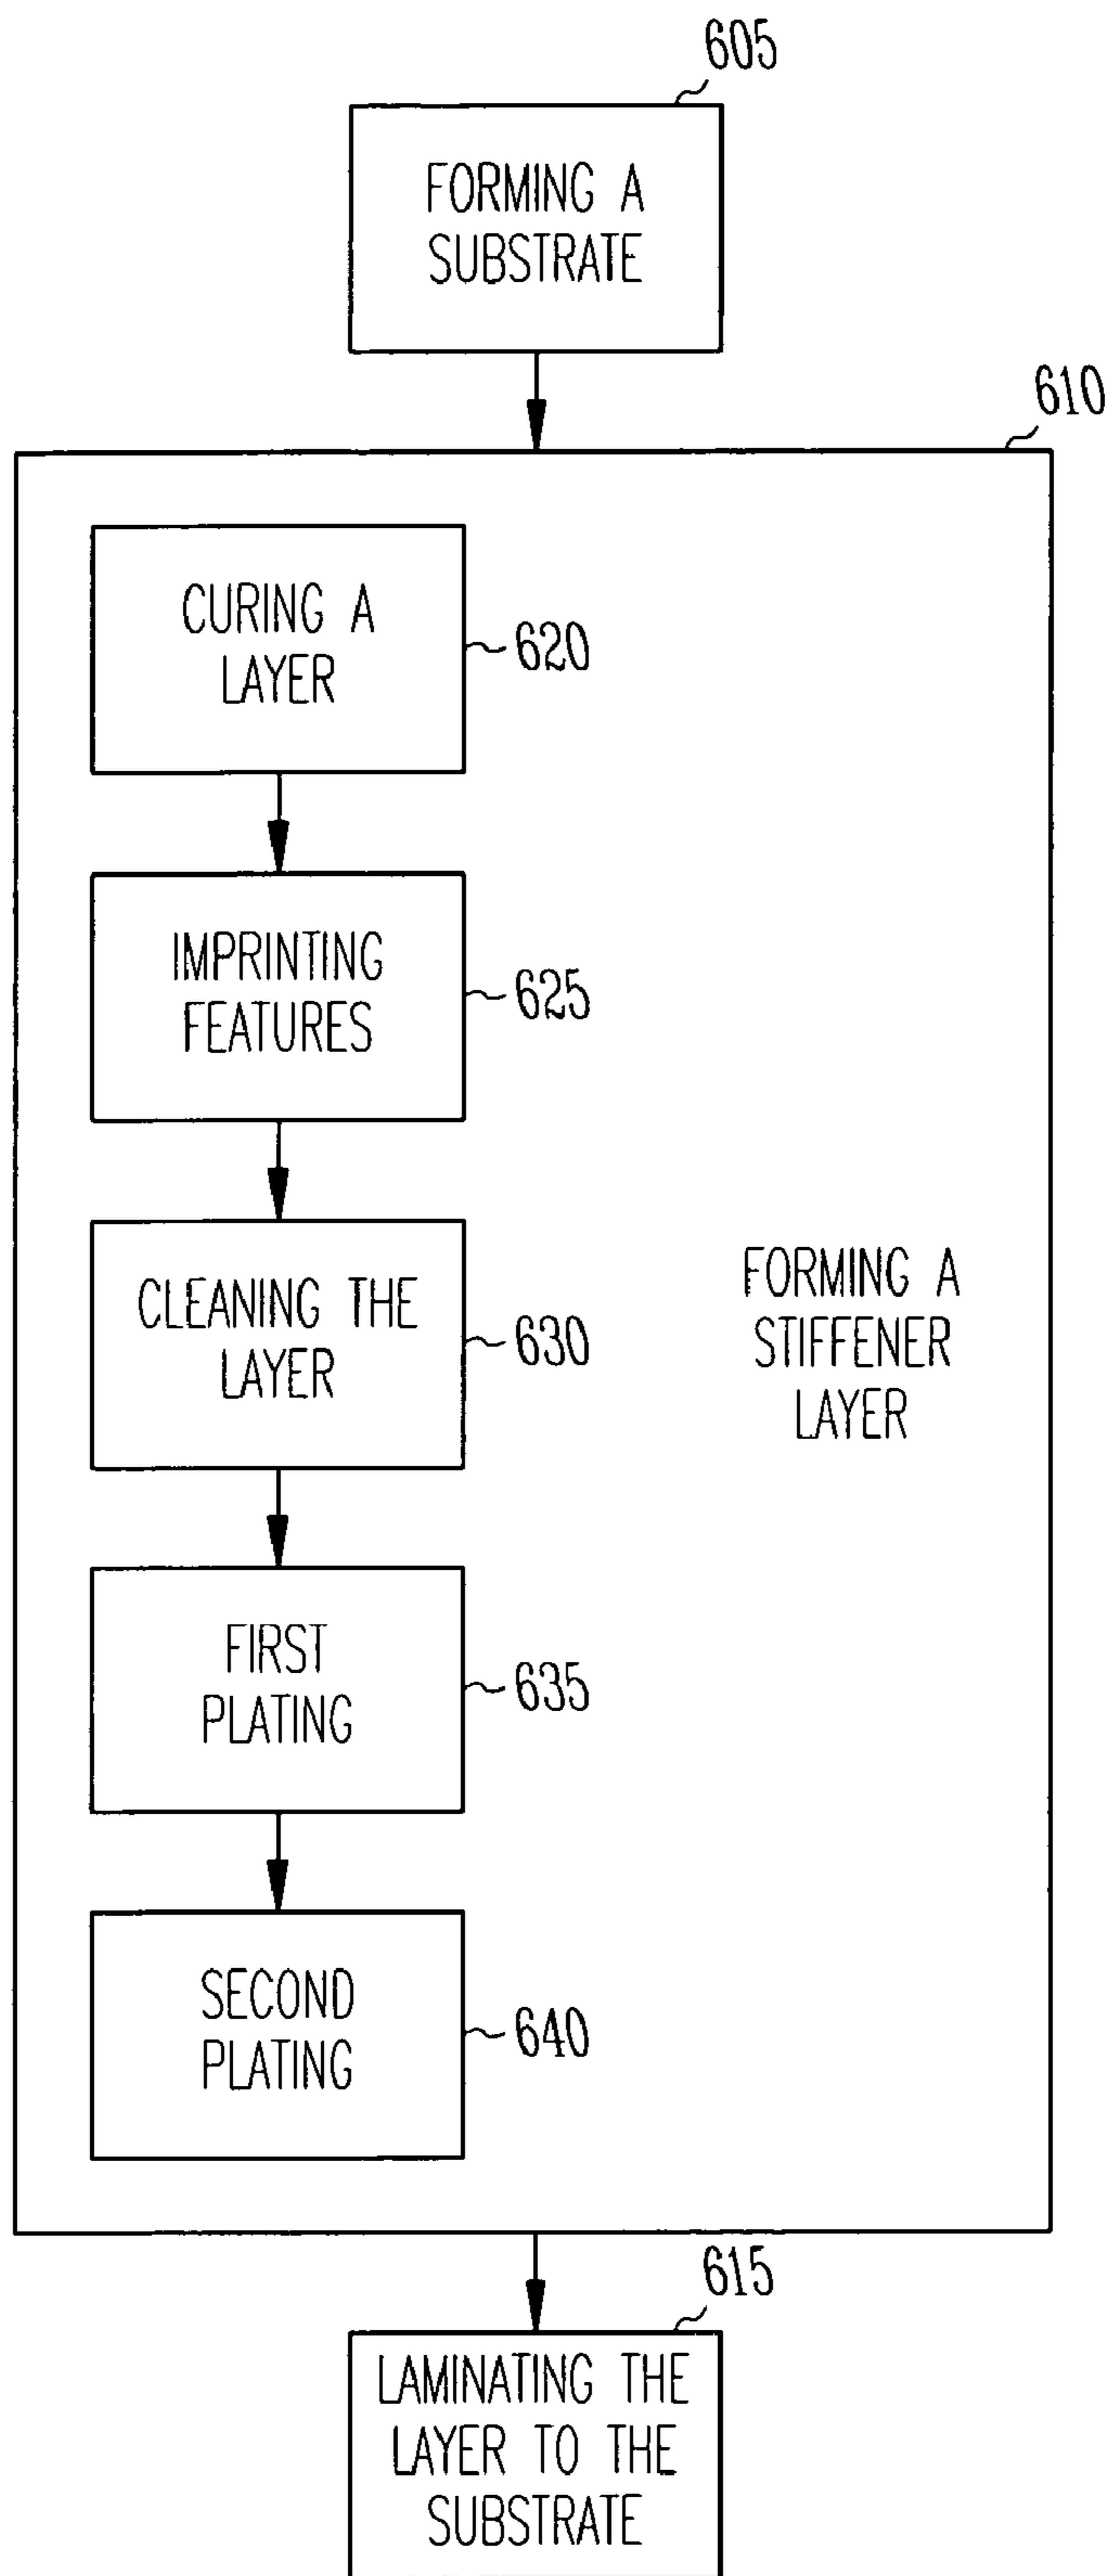 605
FORMING A
SUBSTRATE
610
CURING A
LAYER
620
IMPRINTING
FEATURES
625
CLEANING THE
LAYER
630
FORMING A
STIFFENER
LAYER
FIRST
PLATING
635
SECOND
PLATING
640
615
LAMINATING THE
LAYER TO THE
SUBSTRATE